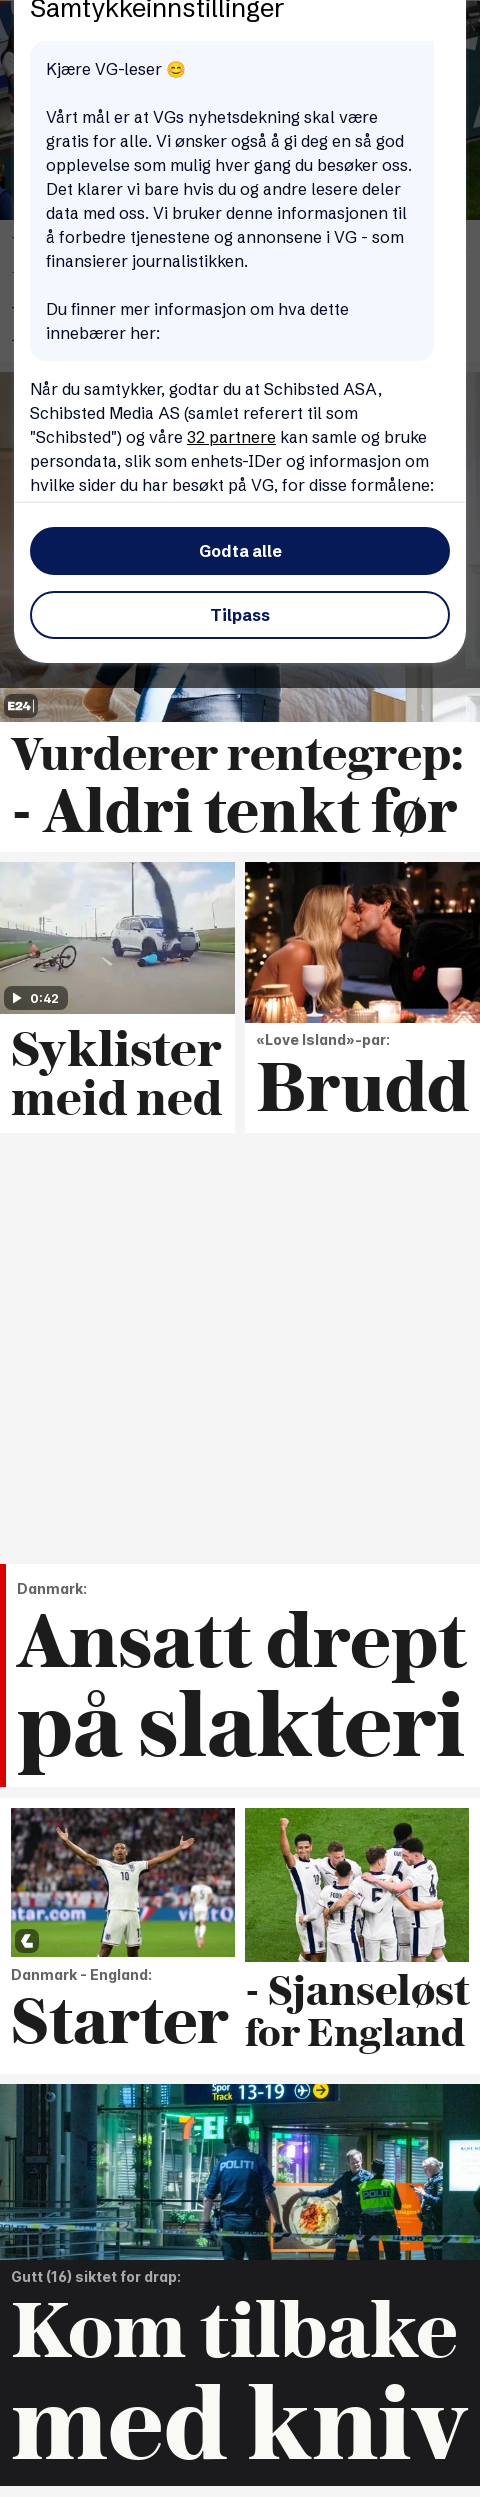 Samtykkeinnstillinger
Kjære VG-leser 😊
Vårt mål er at VGs nyhetsdekning skal være
gratis for alle. Vi ønsker også å gi deg en så god
opplevelse som mulig hver gang du besøker oss.
Det klarer vi bare hvis du og andre lesere deler
data med oss. Vi bruker denne informasjonen til
å forbedre tjenestene og annonsene i VG - som
finansierer journalistikken.
Du finner mer informasjon om hva dette
innebærer her:
Når du samtykker, godtar du at Schibsted ASA,
Schibsted Media AS (samlet referert til som
"Schibsted") og våre 32 partnere kan samle og bruke
persondata, slik som enhets-IDer og informasjon om
hvilke sider du har besøkt på VG, for disse formålene:
Godta alle
Tilpass
E24
Vurderer rentegrep:
- Aldri tenkt før
0:42
Syklister
meid ned
«Love Island»-par:
Brudd
Danmark:
Ansatt drept
på slakteri
Danmark - England:
Starter
- Sjanseløst
for England
Spor 13-19
Track
POLITI
Gutt (16) siktet for drap:
Kom tilbake
med kniv